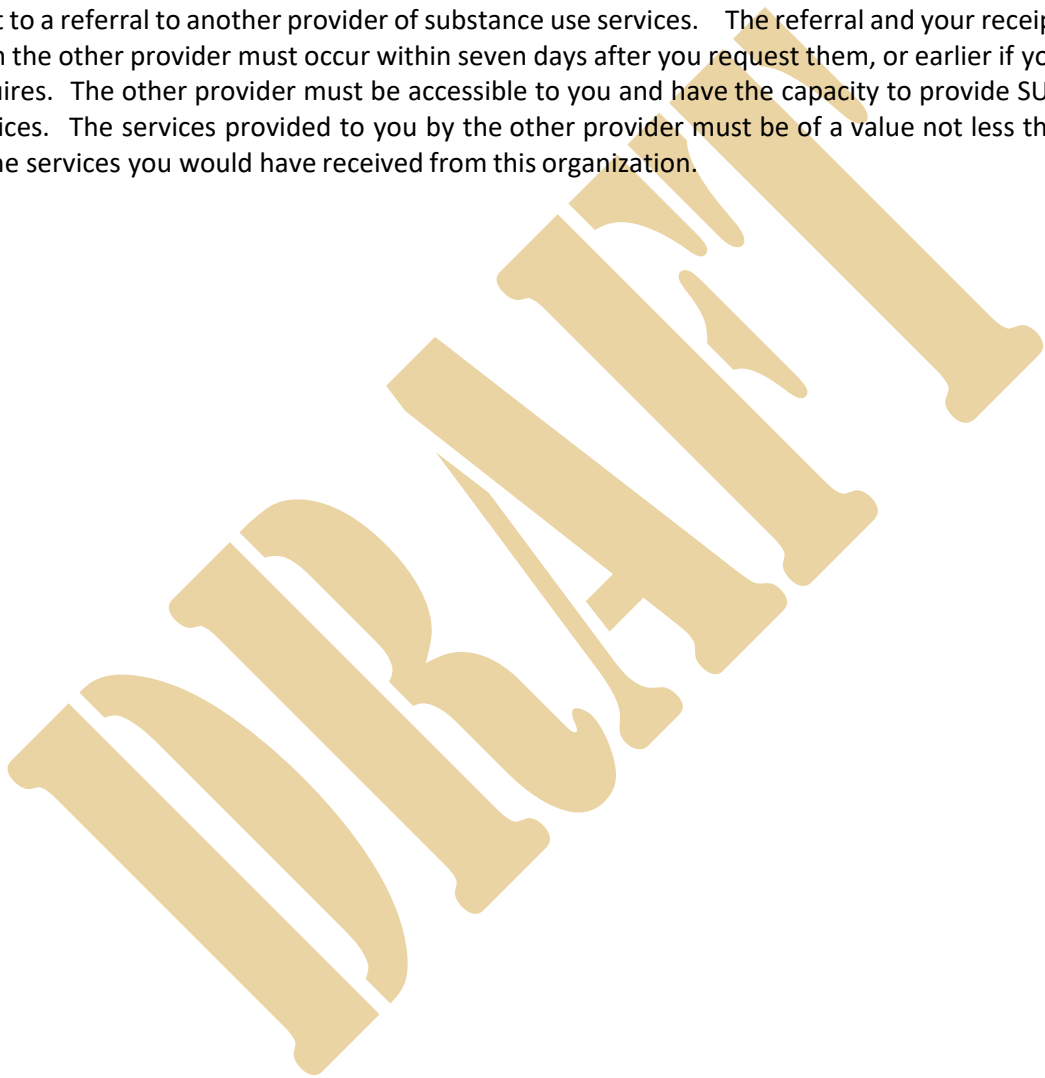 t to a referral to another provider of substance use services. The referral and your receip
n the other provider must occur within seven days after you request them, or earlier if yo
uires. The other provider must be accessible to you and have the capacity to provide SU
ices. The services provided to you by the other provider must be of a value not less th
he services you would have received from this organization.
DRAFT